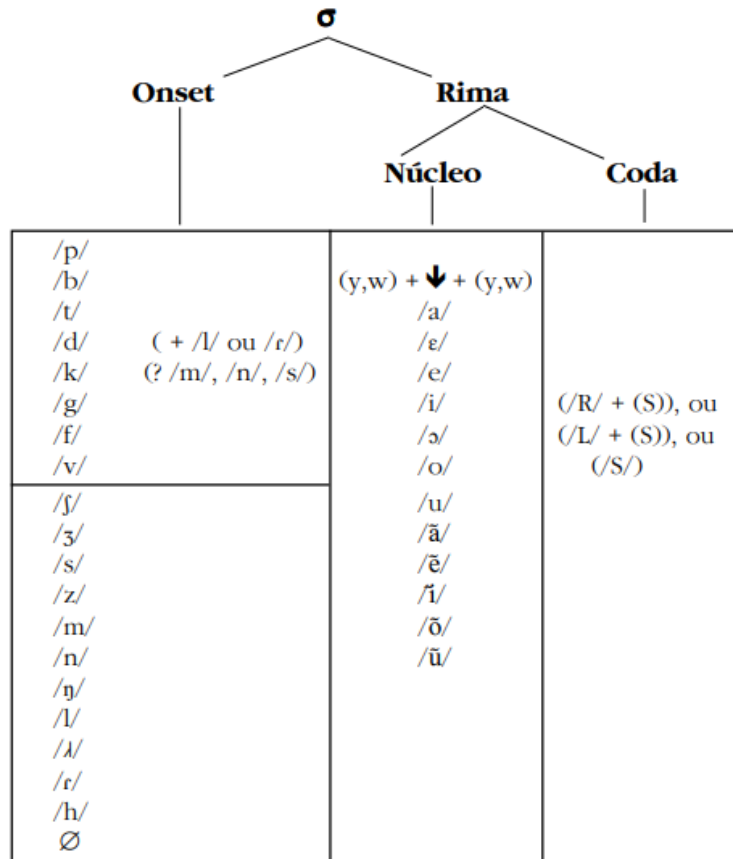 σ
Onset Rima
Núcleo Coda
/p/
/b/
/t/
/d/ ( + /l/ ou /ɾ/)
/k/ (? /m/, /n/, /s/)
/g/
/f/
/v/
/ʃ/
/ʒ/
/s/
/z/
/m/
/n/
/ŋ/
/l/
/ʎ/
/ɾ/
/h/
∅
(y,w) + 🡻 + (y,w)
/a/
/ɛ/
/e/
/i/
/ɔ/
/o/
/u/
/ã/
/ẽ/
/ĩ/
/õ/
/ũ/
(/R/ + (S)), ou
(/L/ + (S)), ou
(/S/)